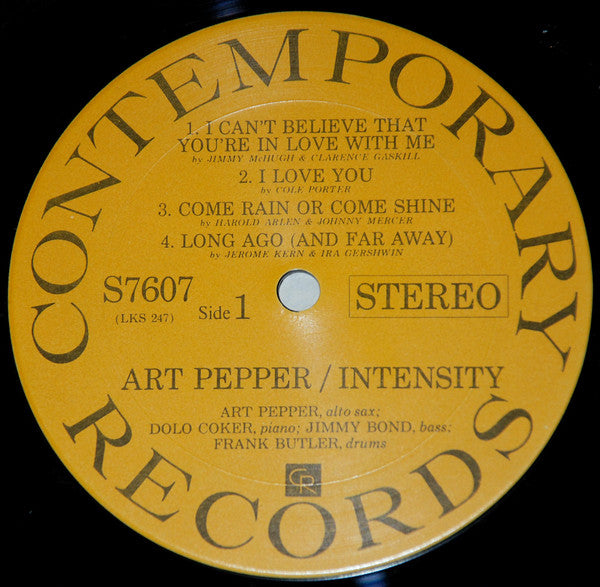 CONTEMPORARY
1. I CAN'T BELIEVE THAT
YOU'RE IN LOVE WITH ME
by JIMMY McHUGH & CLARENCE GASKILL
2. I LOVE YOU
by COLE PORTER
3. COME RAIN OR COME SHINE
by HAROLD ARLEN & JOHNNY MERCER
4. LONG AGO (AND FAR AWAY)
by JEROME KERN & IRA GERSHWIN
S7607
(LKS 247)
Side 1
STEREO
ART PEPPER / INTENSITY
ART PEPPER, alto sax;
DOLO COKER, piano; JIMMY BOND, bass;
FRANK BUTLER, drums
CR
RECORDS